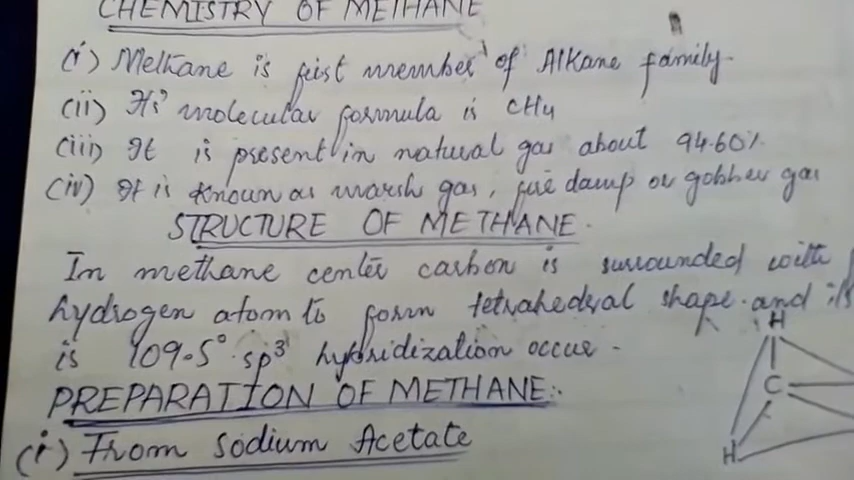 CHEMISTRY OF METHANE
(i) Methane is first member of Alkane family.
(ii) It's molecular formula is CH4
(iii) It is present in natural gas about 94.60%.
(iv) It is known as marsh gas, fire damp or gobber gas
STRUCTURE OF METHANE.
In methane center carbon is surrounded with
hydrogen atom to form tetrahedral shape. and its
is 109.5° sp³ hybridization occur.
PREPARATION OF METHANE:.
(i) From Sodium Acetate
H
C
H